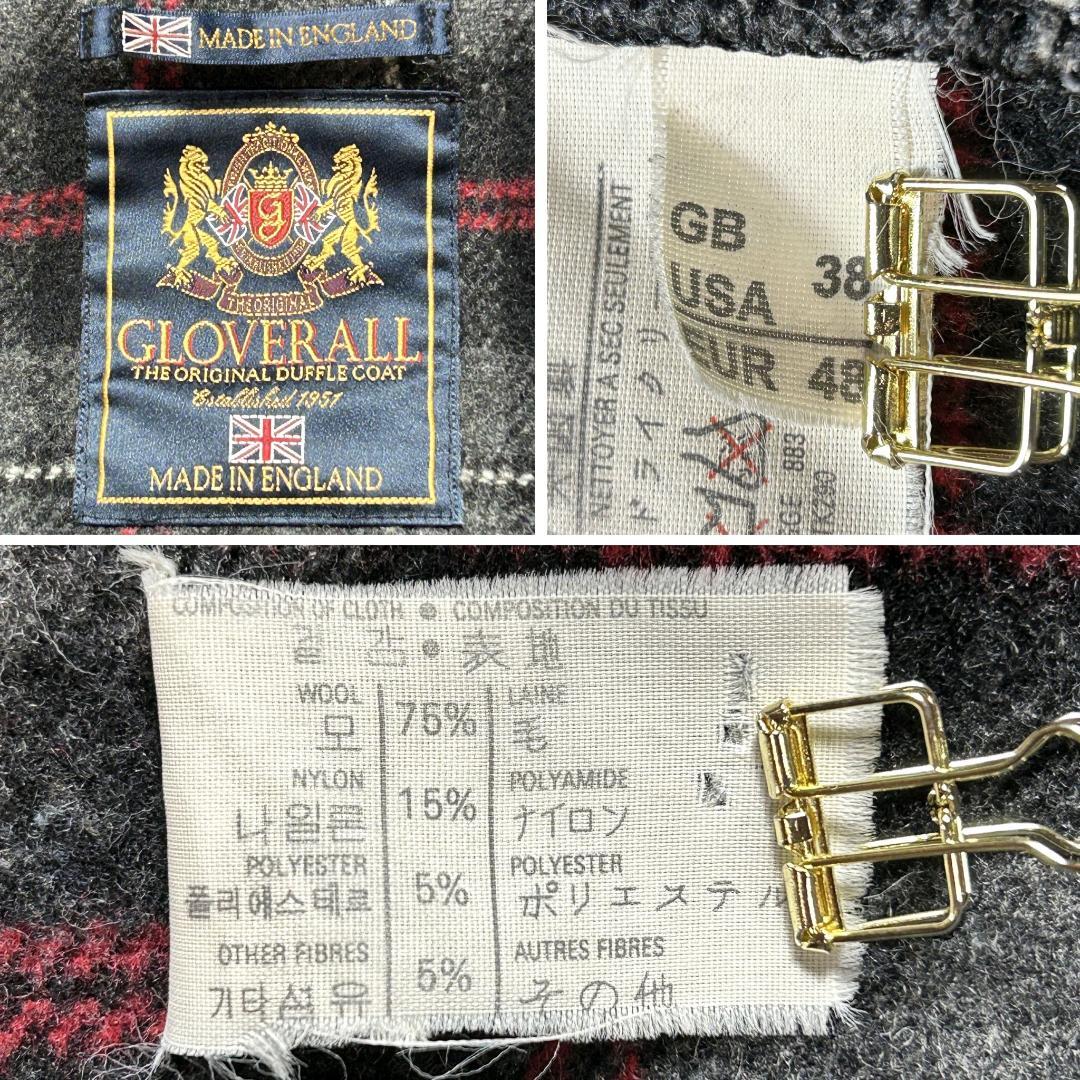 MADE IN ENGLAND
THE ORIGINAL
GLOVERALL
THE ORIGINAL DUFFLE COAT
Established 1951
MADE IN ENGLAND
GB
USA 38
EUR 48
NETTOYER A SEC SEULEMENT
ドライクリー
883
COMPOSITION OF CLOTH ● COMPOSITION DU TISSU
겉 감 ● 表 地
WOOL 75% LAINE
모 毛
NYLON 15% POLYAMIDE
나일론 ナイロン
POLYESTER 5% POLYESTER
폴리에스테르 ポリエステル
OTHER FIBRES 5% AUTRES FIBRES
기타섬유 その他